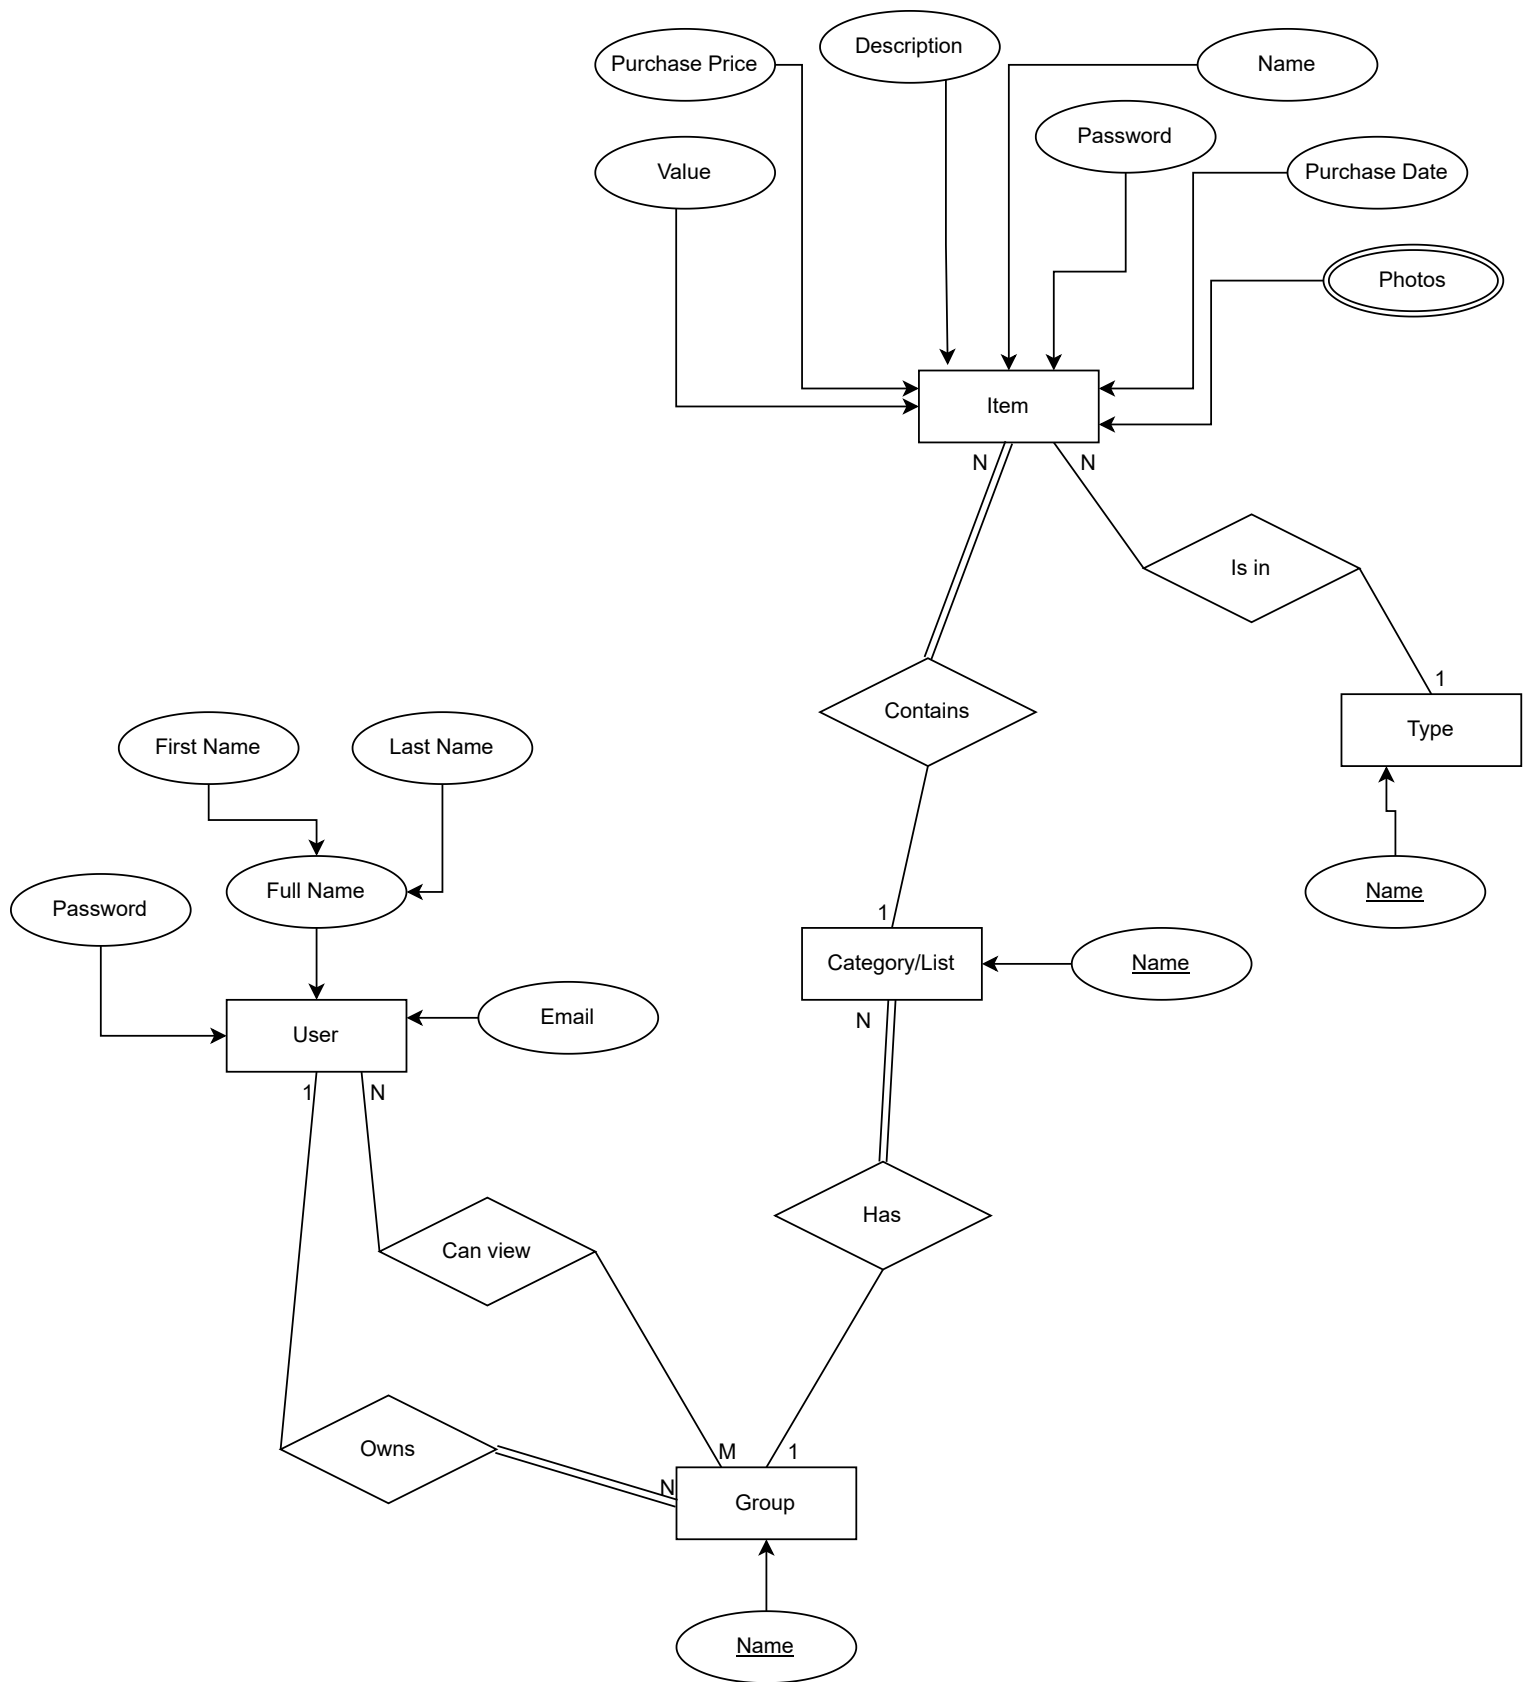 Description
Purchase Price
Name
Password
Value
Purchase Date
Photos
Item
N
N
Is in
1
Contains
Type
First Name
Last Name
Full Name
Name
Password
1
Category/List
Name
Email
N
User
1
N
Has
Can view
Owns
M
1
N
Group
Name